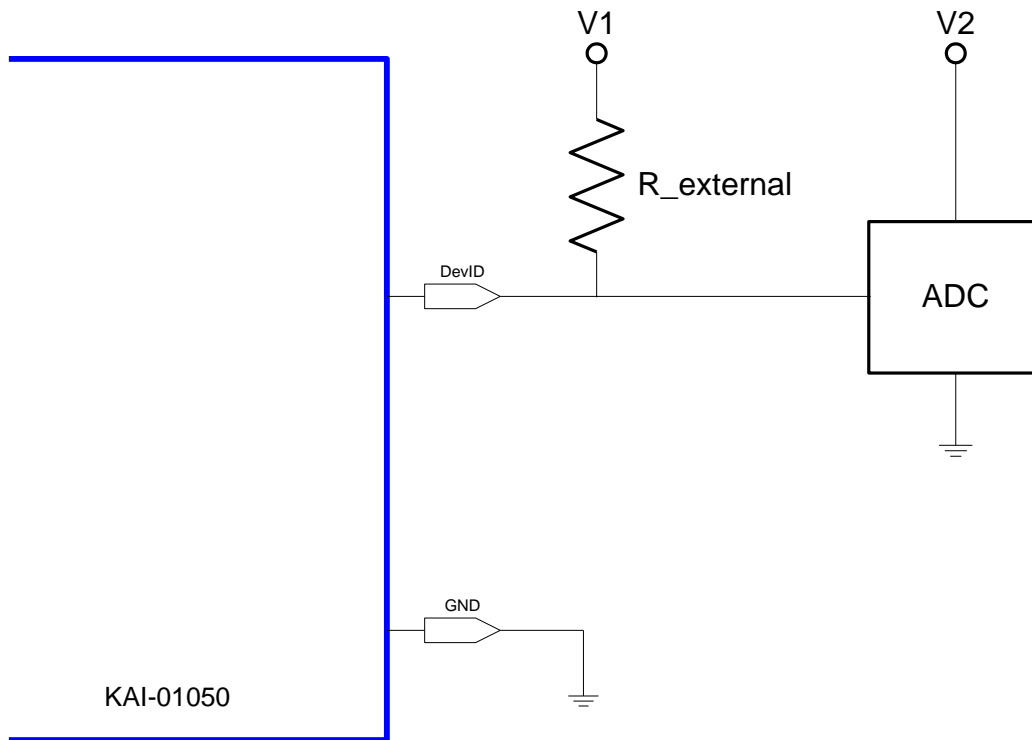 V1
V2
R_external
DevID
ADC
GND
KAI-01050